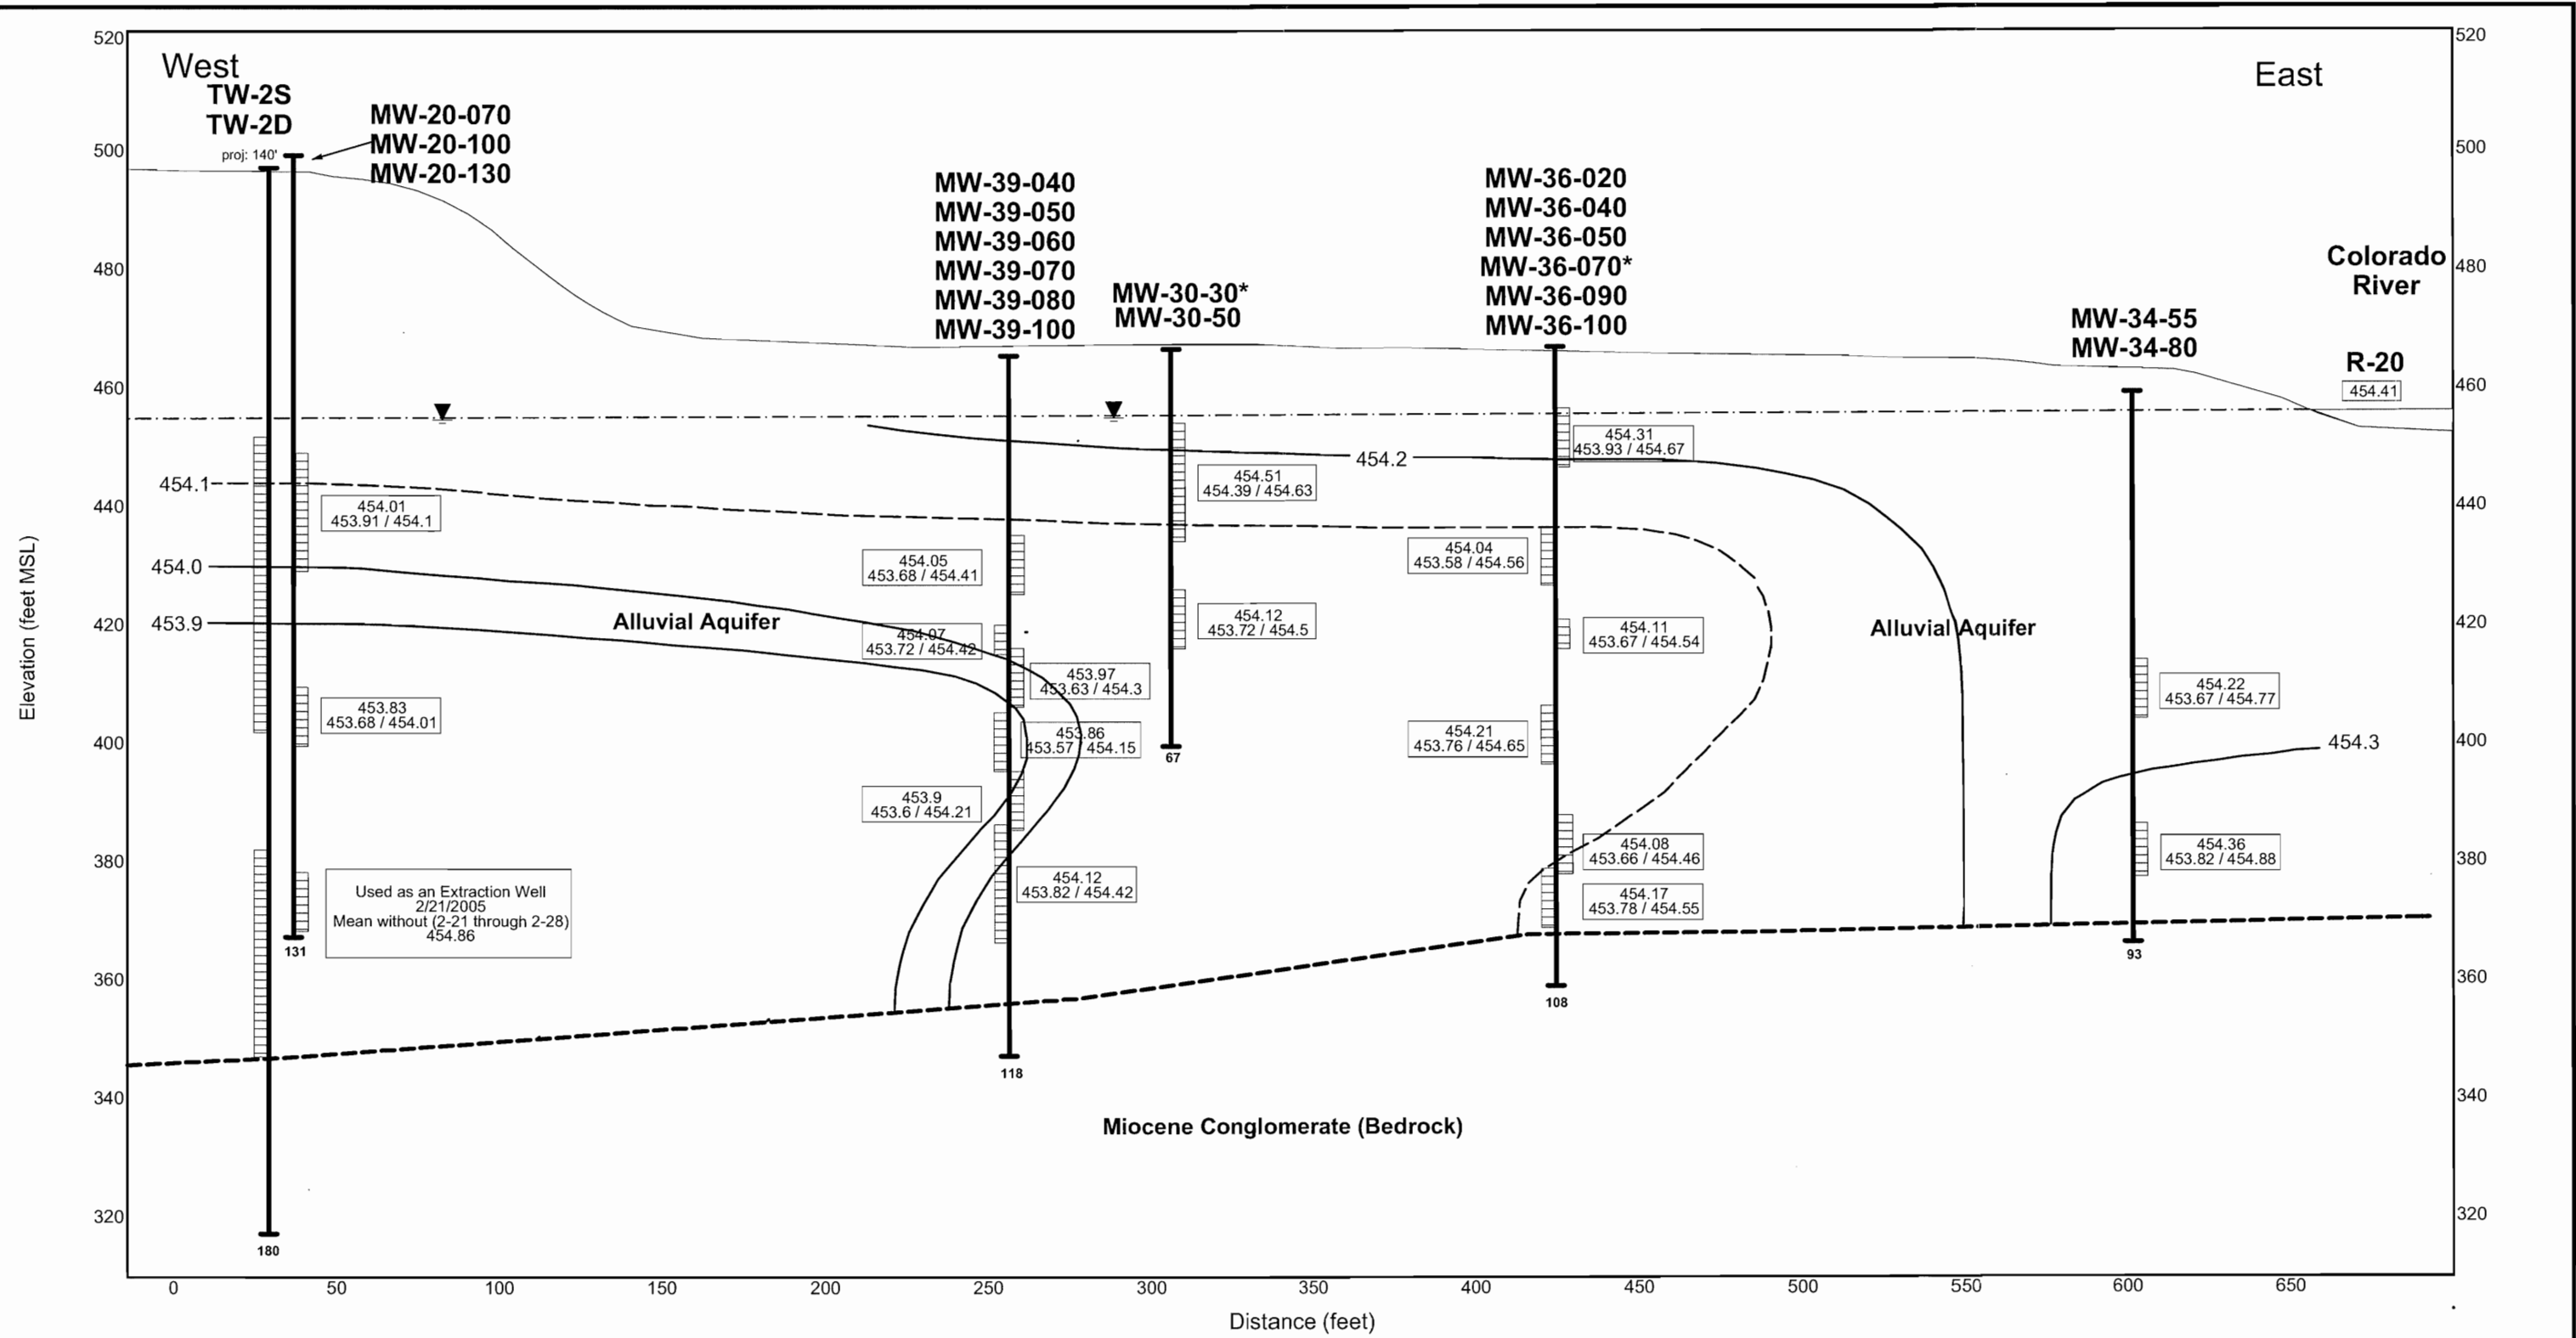 West
East
TW-2S
TW-2D
proj: 140'
MW-20-070
MW-20-100
MW-20-130
MW-39-040
MW-39-050
MW-39-060
MW-39-070
MW-39-080
MW-39-100
MW-30-30*
MW-30-50
MW-36-020
MW-36-040
MW-36-050
MW-36-070*
MW-36-090
MW-36-100
MW-34-55
MW-34-80
Colorado
River
R-20
454.41
520
500
480
460
440
420
400
380
360
340
320
Elevation (feet MSL)
454.1
454.0
453.9
454.2
454.3
454.01
453.91 / 454.1
453.83
453.68 / 454.01
Used as an Extraction Well
2/21/2005
Mean without (2-21 through 2-28)
454.86
454.05
453.68 / 454.41
454.07
453.72 / 454.42
453.97
453.63 / 454.3
453.86
453.57 / 454.15
453.9
453.6 / 454.21
454.12
453.82 / 454.42
454.51
454.39 / 454.63
454.12
453.72 / 454.5
454.31
453.93 / 454.67
454.04
453.58 / 454.56
454.11
453.67 / 454.54
454.21
453.76 / 454.65
454.08
453.66 / 454.46
454.17
453.78 / 454.55
454.22
453.67 / 454.77
454.36
453.82 / 454.88
Alluvial Aquifer
Alluvial Aquifer
180
131
118
67
108
93
Miocene Conglomerate (Bedrock)
520
500
480
460
440
420
400
380
360
340
320
0
50
100
150
200
250
300
350
400
450
500
550
600
650
Distance (feet)